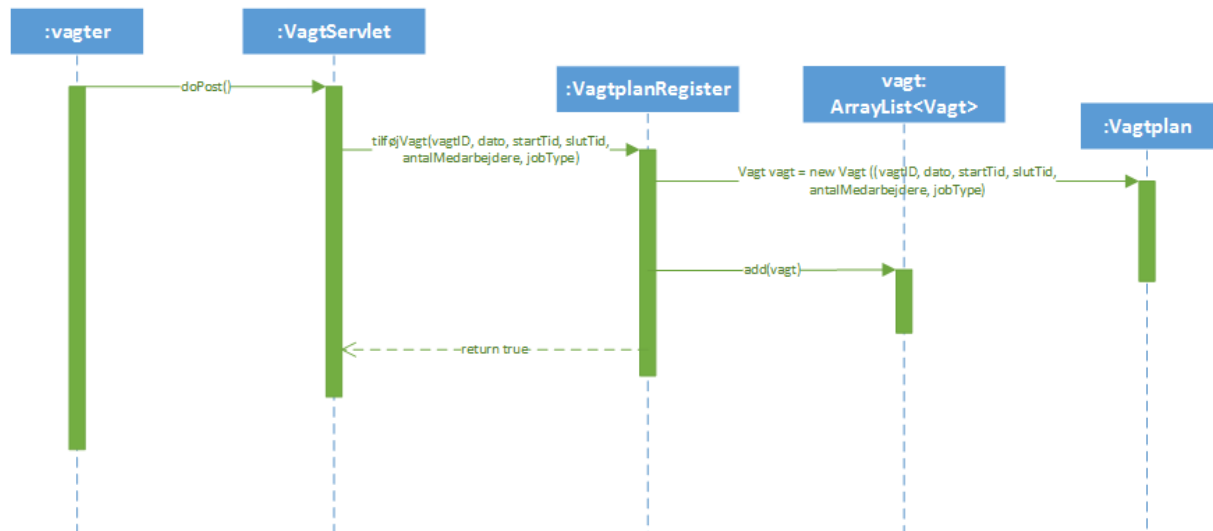 :vagter
:VagtServlet
:VagtplanRegister
vagt:
ArrayList<Vagt>
:Vagtplan
doPost()
tilføjVagt(vagtID, dato, startTid, slutTid,
antalMedarbejdere, jobType)
Vagt vagt = new Vagt ((vagtID, dato, startTid, slutTid,
antalMedarbejdere, jobType)
add(vagt)
return true